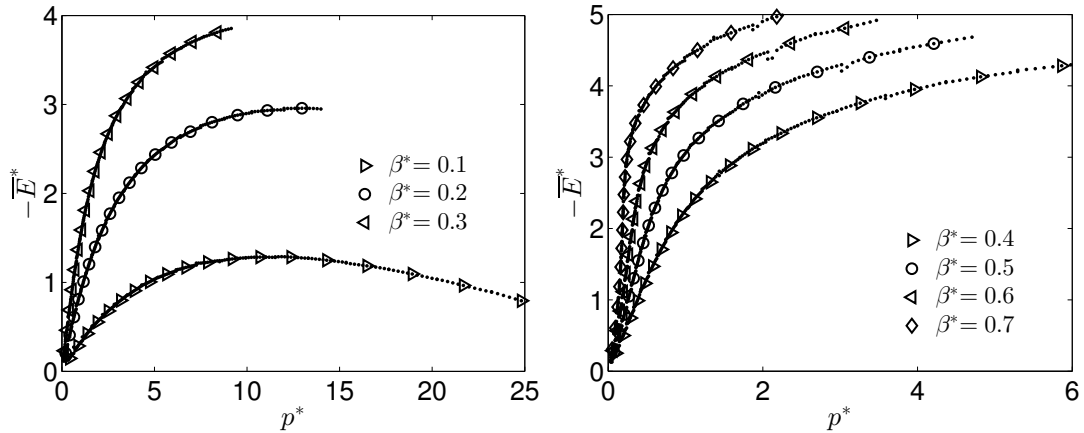 4
3
2
1
0
0 5 10 15 20 25
−E̅*
p*
β* = 0.1
β* = 0.2
β* = 0.3
5
4
3
2
1
0
0 2 4 6
−E̅*
p*
β* = 0.4
β* = 0.5
β* = 0.6
β* = 0.7